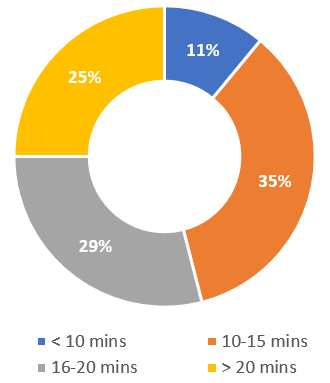 11%
25%
35%
29%
< 10 mins
10-15 mins
16-20 mins
> 20 mins